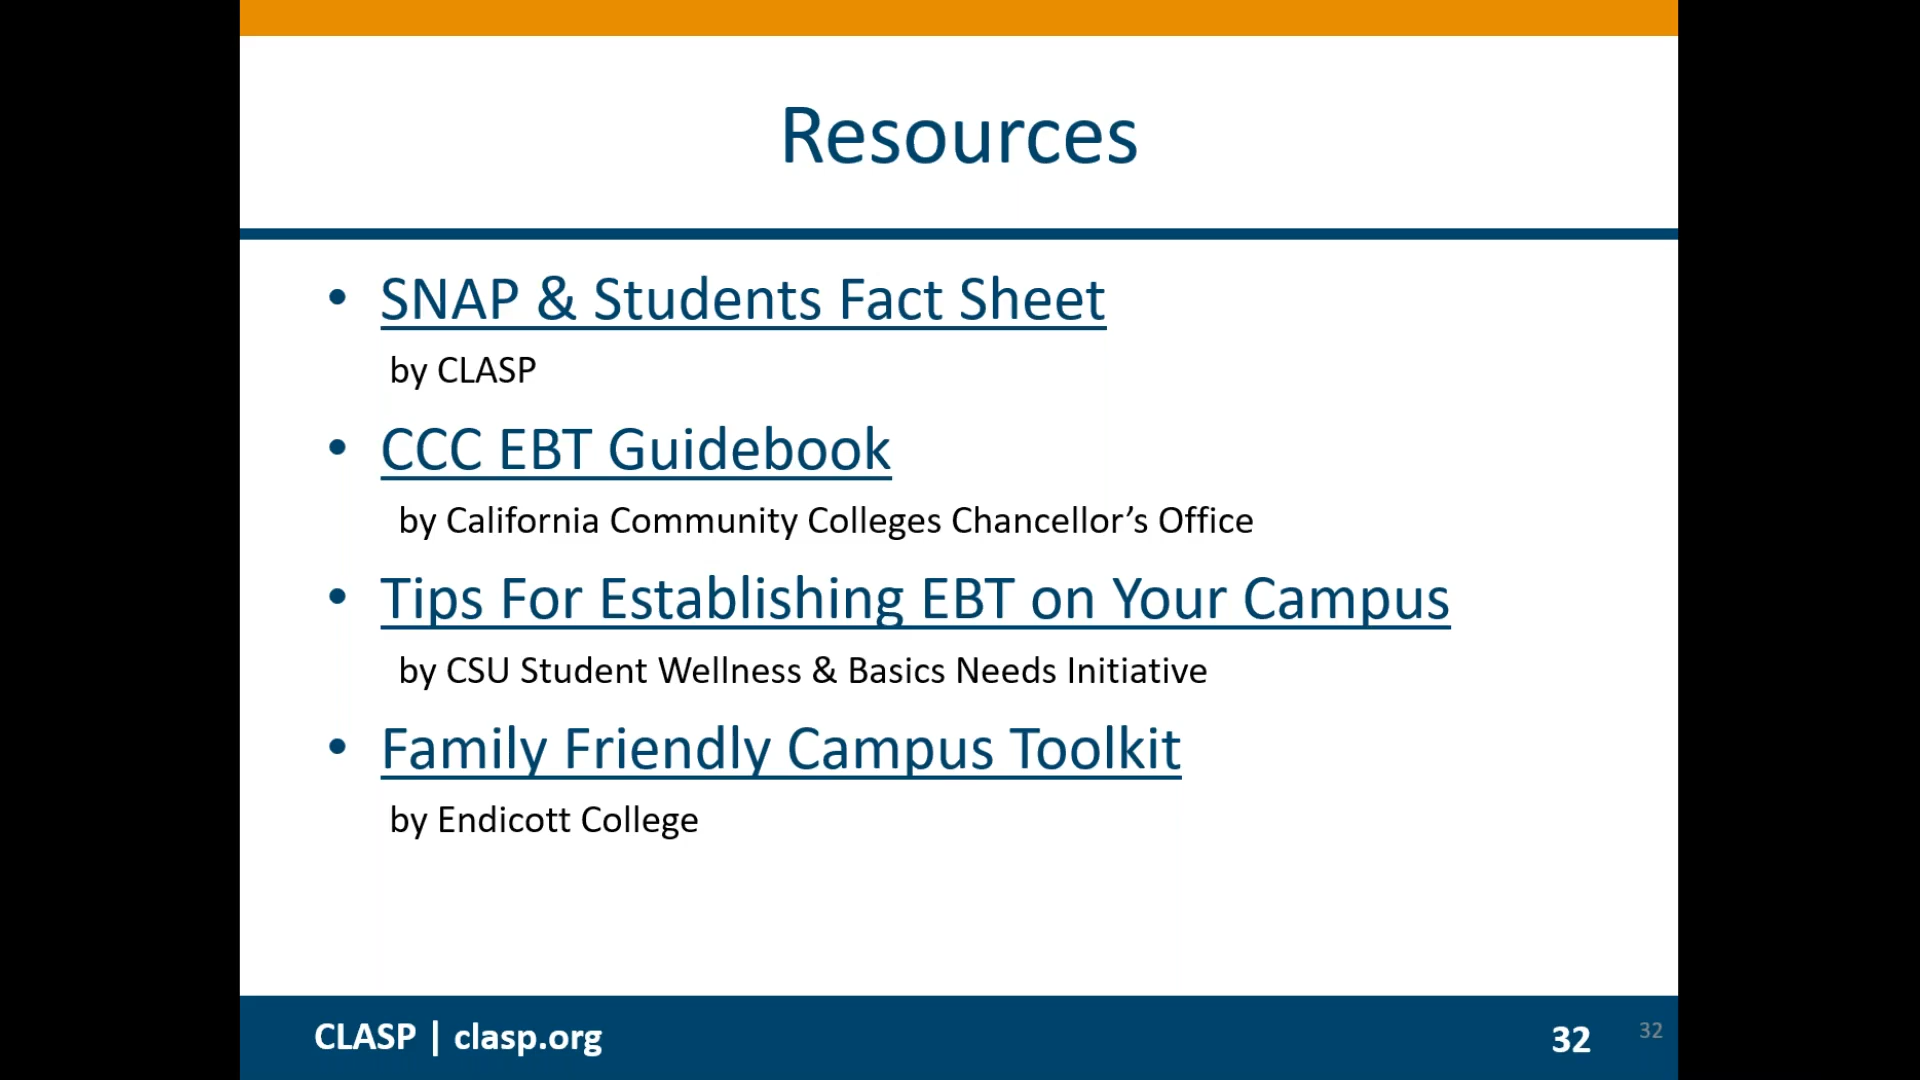 Resources
• SNAP & Students Fact Sheet
by CLASP
• CCC EBT Guidebook
by California Community Colleges Chancellor’s Office
• Tips For Establishing EBT on Your Campus
by CSU Student Wellness & Basics Needs Initiative
• Family Friendly Campus Toolkit
by Endicott College
CLASP | clasp.org
32
32